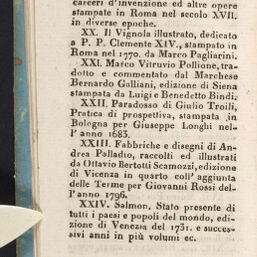 carceri d'invenzione ed altre opere
stampate in Roma nel secolo XVII.
in diverse epoche.
XX. Il Vignola illustrato, dedicato
a P. P. Clemente XIV., stampato in
Roma nel 1770. da Marco Pagliarini.
XXI. Marco Vitruvio Pollione, tra-
dotto e commentato dal Marchese
Bernardo Galliani, edizione di Siena
stampata da Luigi e Benedetto Bindi.
XXII. Paradosso di Giulio Troili,
Pratica di prospettiva, stampata in
Bologna per Giuseppe Longhi nel-
l'anno 1683.
XXIII. Fabbriche e disegni di An-
drea Palladio, raccolti ed illustrati
da Ottavio Bertotti Scamozzi, edizione
di Vicenza in quarto coll' aggiunta
delle Terme per Giovanni Rossi del-
l'anno 1796.
XXIV. Salmon. Stato presente di
tutti i paesi e popoli del mondo, edi-
zione di Venezia del 1731. e succes-
sivi anni in più volumi ec.